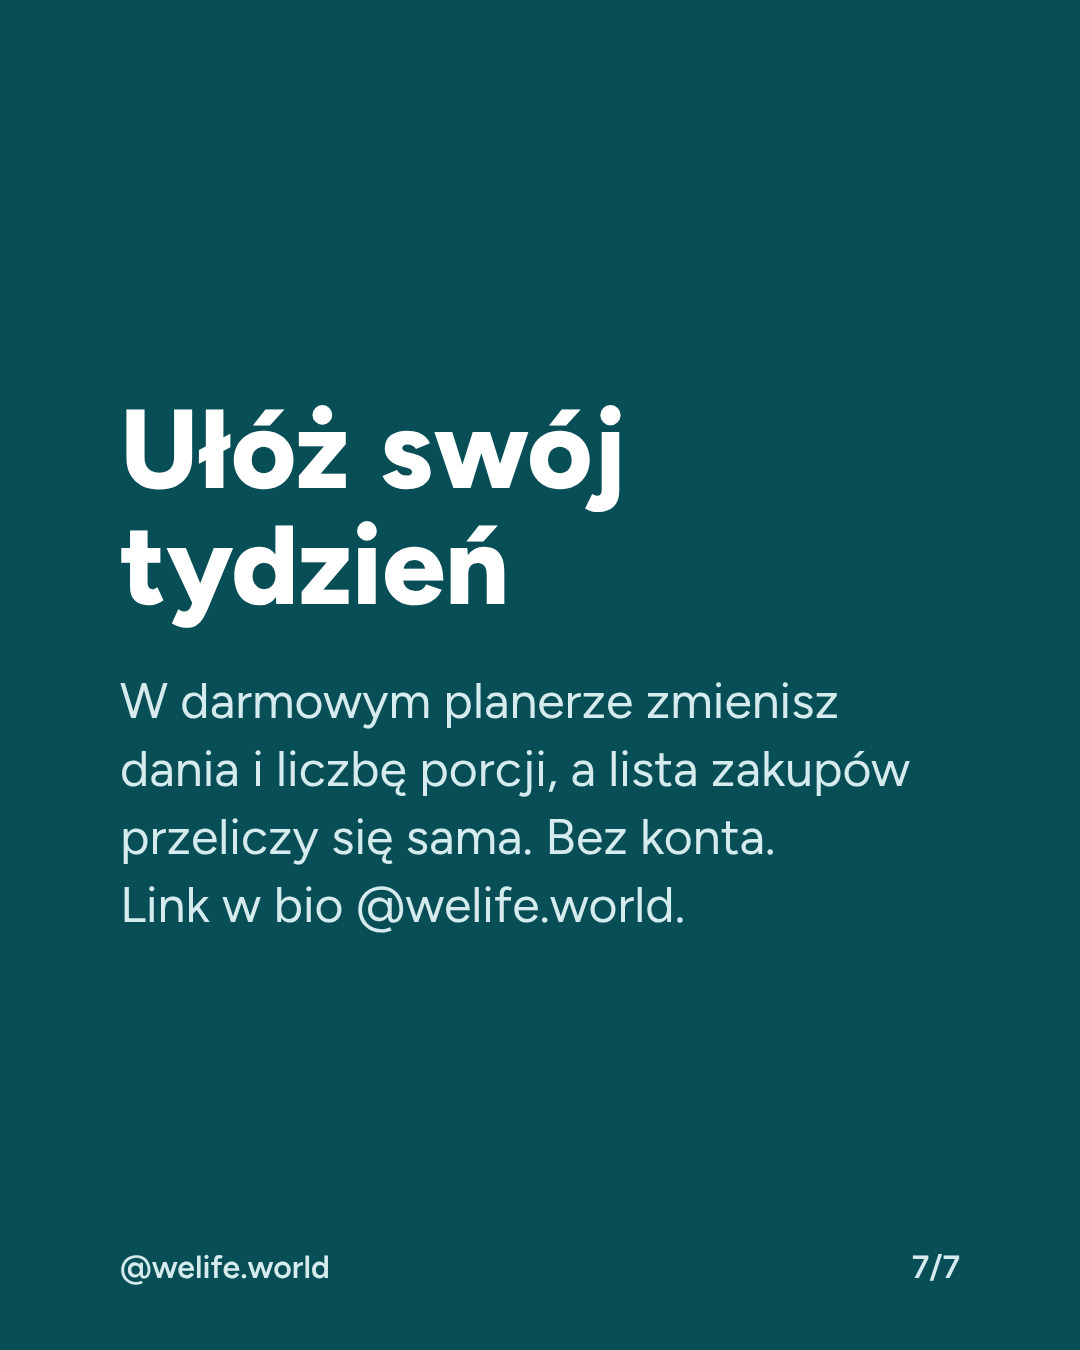 Ułóż swój
tydzień
W darmowym planerze zmienisz
dania i liczbę porcji, a lista zakupów
przeliczy się sama. Bez konta.
Link w bio @welife.world.
@welife.world
7/7